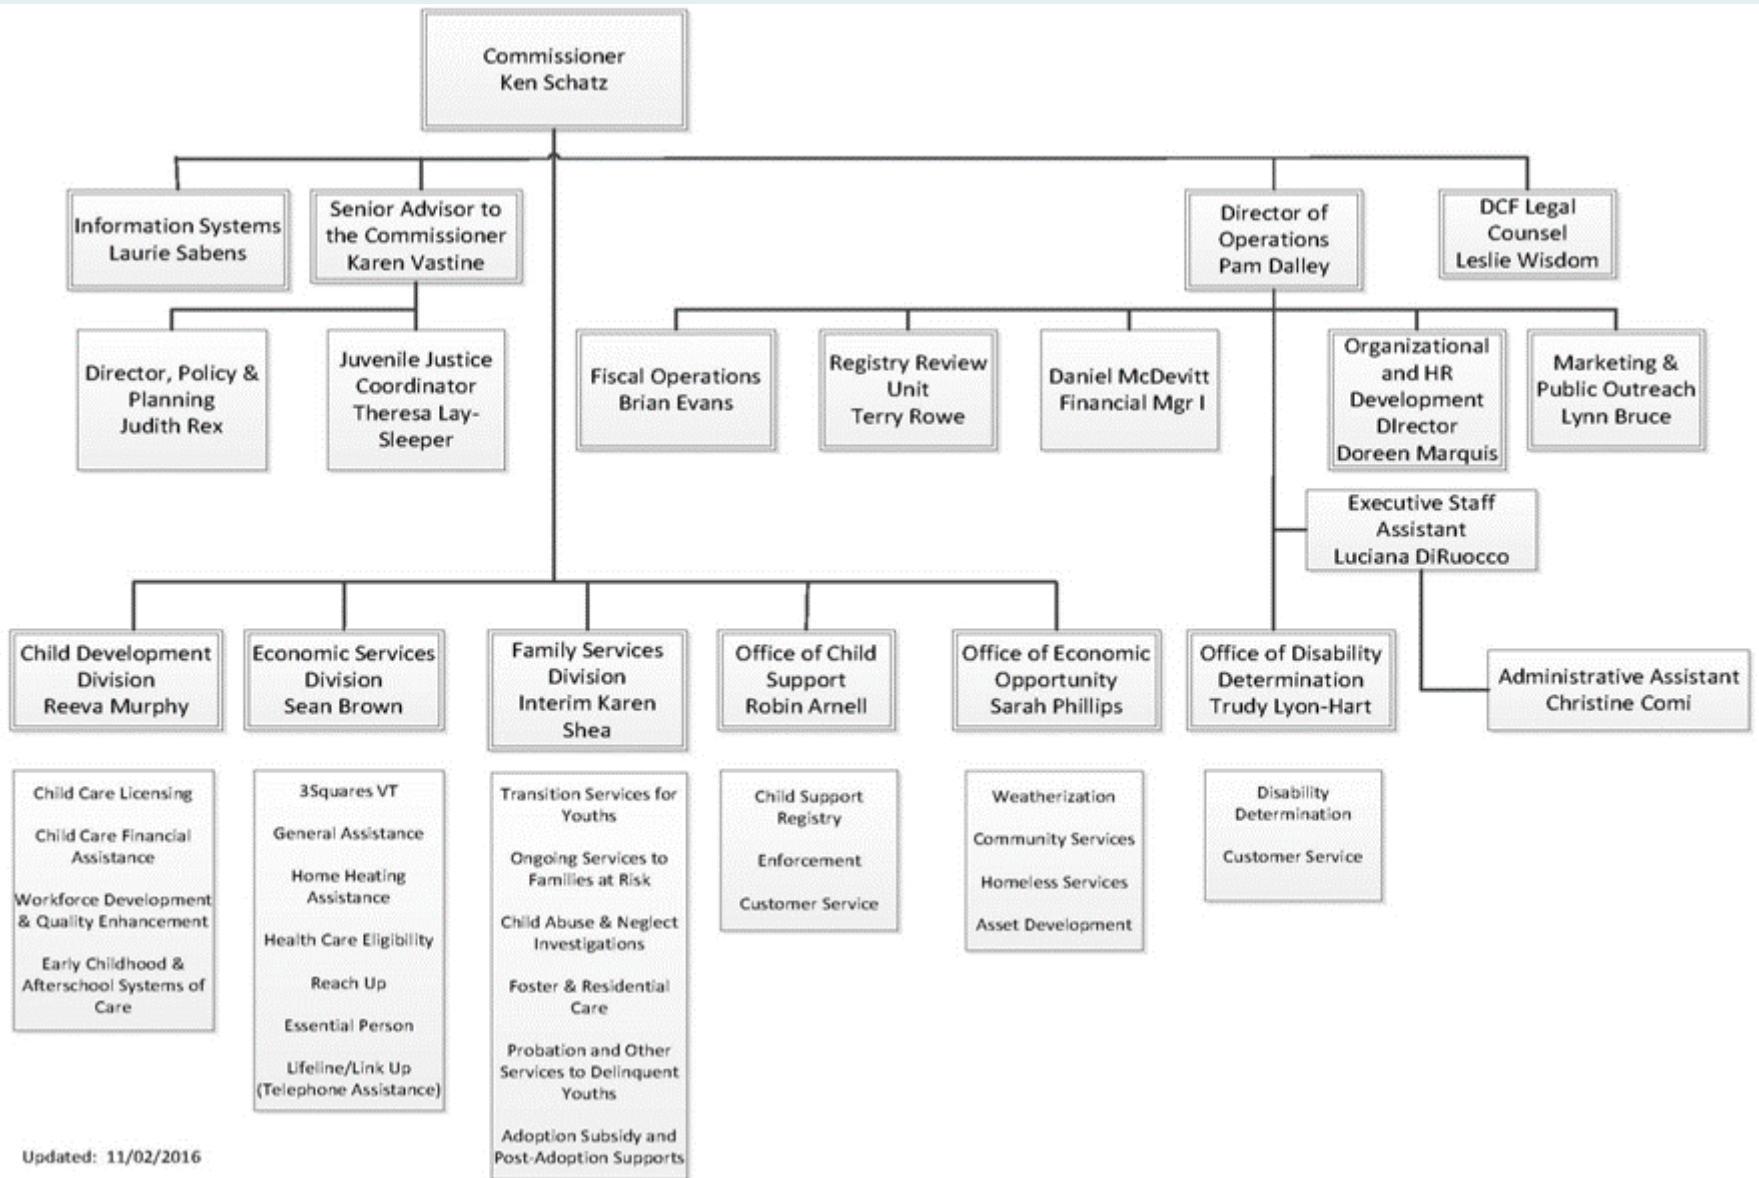 Commissioner
Ken Schatz
Information Systems
Laurie Sabens
Senior Advisor to
the Commissioner
Karen Vastine
Director of
Operations
Pam Dalley
DCF Legal
Counsel
Leslie Wisdom
Director, Policy &
Planning
Judith Rex
Juvenile Justice
Coordinator
Theresa Lay-
Sleeper
Fiscal Operations
Brian Evans
Registry Review
Unit
Terry Rowe
Daniel McDevitt
Financial Mgr I
Organizational
and HR
Development
DIrector
Doreen Marquis
Marketing &
Public Outreach
Lynn Bruce
Executive Staff
Assistant
Luciana DiRuocco
Child Development
Division
Reeva Murphy
Economic Services
Division
Sean Brown
Family Services
Division
Interim Karen
Shea
Office of Child
Support
Robin Arnell
Office of Economic
Opportunity
Sarah Phillips
Office of Disability
Determination
Trudy Lyon-Hart
Administrative Assistant
Christine Comi
Child Care Licensing
Child Care Financial
Assistance
Workforce Development
& Quality Enhancement
Early Childhood &
Afterschool Systems of
Care
3Squares VT
General Assistance
Home Heating
Assistance
Health Care Eligibility
Reach Up
Essential Person
Lifeline/Link Up
(Telephone Assistance)
Transition Services for
Youths
Ongoing Services to
Families at Risk
Child Abuse & Neglect
Investigations
Foster & Residential
Care
Probation and Other
Services to Delinquent
Youths
Adoption Subsidy and
Post-Adoption Supports
Child Support
Registry
Enforcement
Customer Service
Weatherization
Community Services
Homeless Services
Asset Development
Disability
Determination
Customer Service
Updated: 11/02/2016